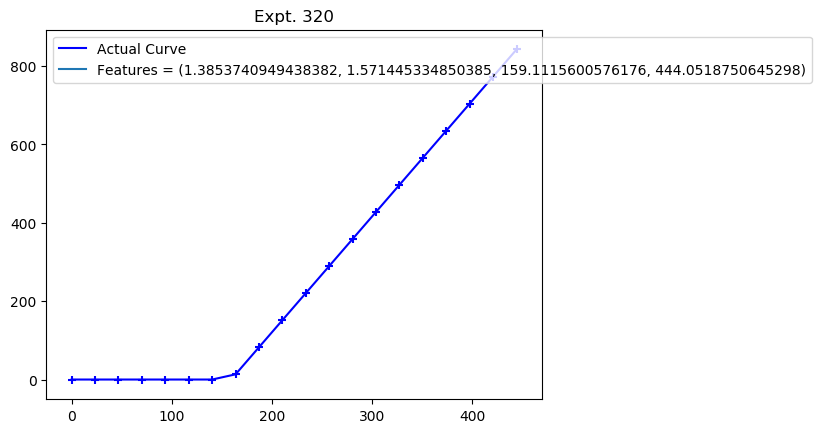 Expt. 320
Actual Curve
Features = (1.3853740949438382, 1.571445334850385, 159.1115600576176, 444.0518750645298)
800
600
400
200
0
0 100 200 300 400